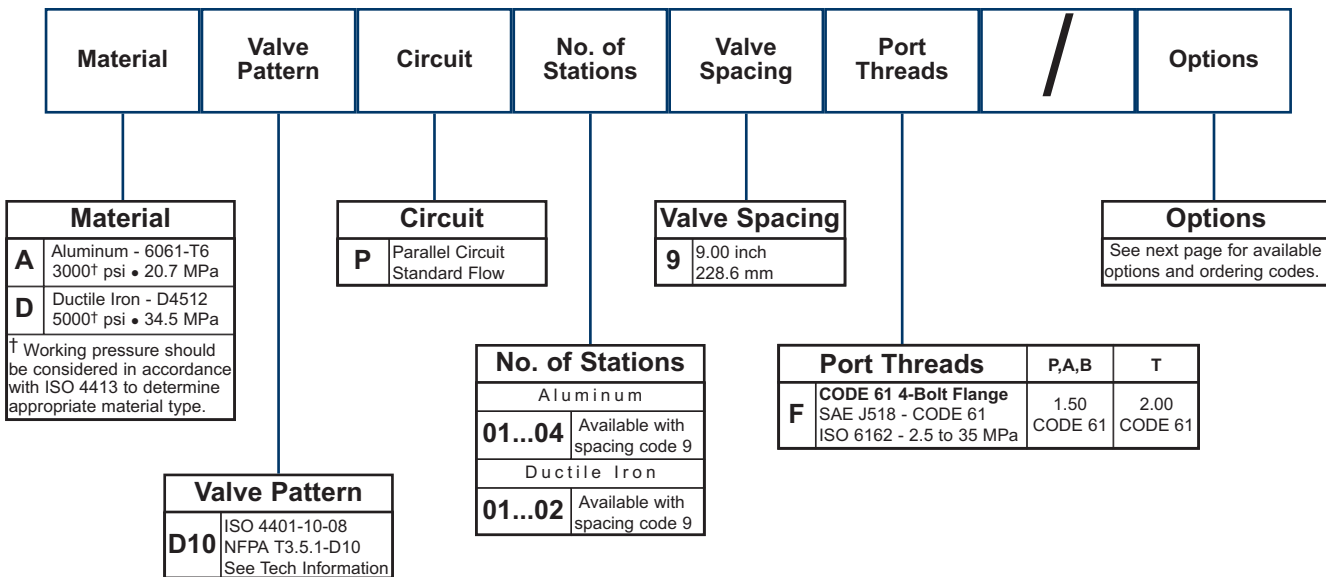 Material
Valve
Pattern
Circuit
No. of
Stations
Valve
Spacing
Port
Threads
/
Options
Material
A
Aluminum - 6061-T6
3000† psi • 20.7 MPa
D
Ductile Iron - D4512
5000† psi • 34.5 MPa
† Working pressure should
be considered in accordance
with ISO 4413 to determine
appropriate material type.
Circuit
P
Parallel Circuit
Standard Flow
Valve Spacing
9
9.00 inch
228.6 mm
Options
See next page for available
options and ordering codes.
No. of Stations
Aluminum
01...04
Available with
spacing code 9
Ductile Iron
01...02
Available with
spacing code 9
Port Threads
P,A,B
T
F
CODE 61 4-Bolt Flange
SAE J518 - CODE 61
ISO 6162 - 2.5 to 35 MPa
1.50
CODE 61
2.00
CODE 61
Valve Pattern
D10
ISO 4401-10-08
NFPA T3.5.1-D10
See Tech Information